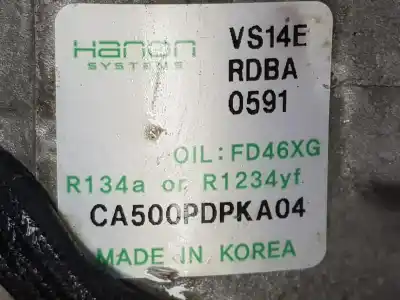 Hanon
SYSTEMS
VS14E
RDBA
0591
OIL: FD46XG
R134a or R1234yf
CA500PDPKA04
MADE IN KOREA